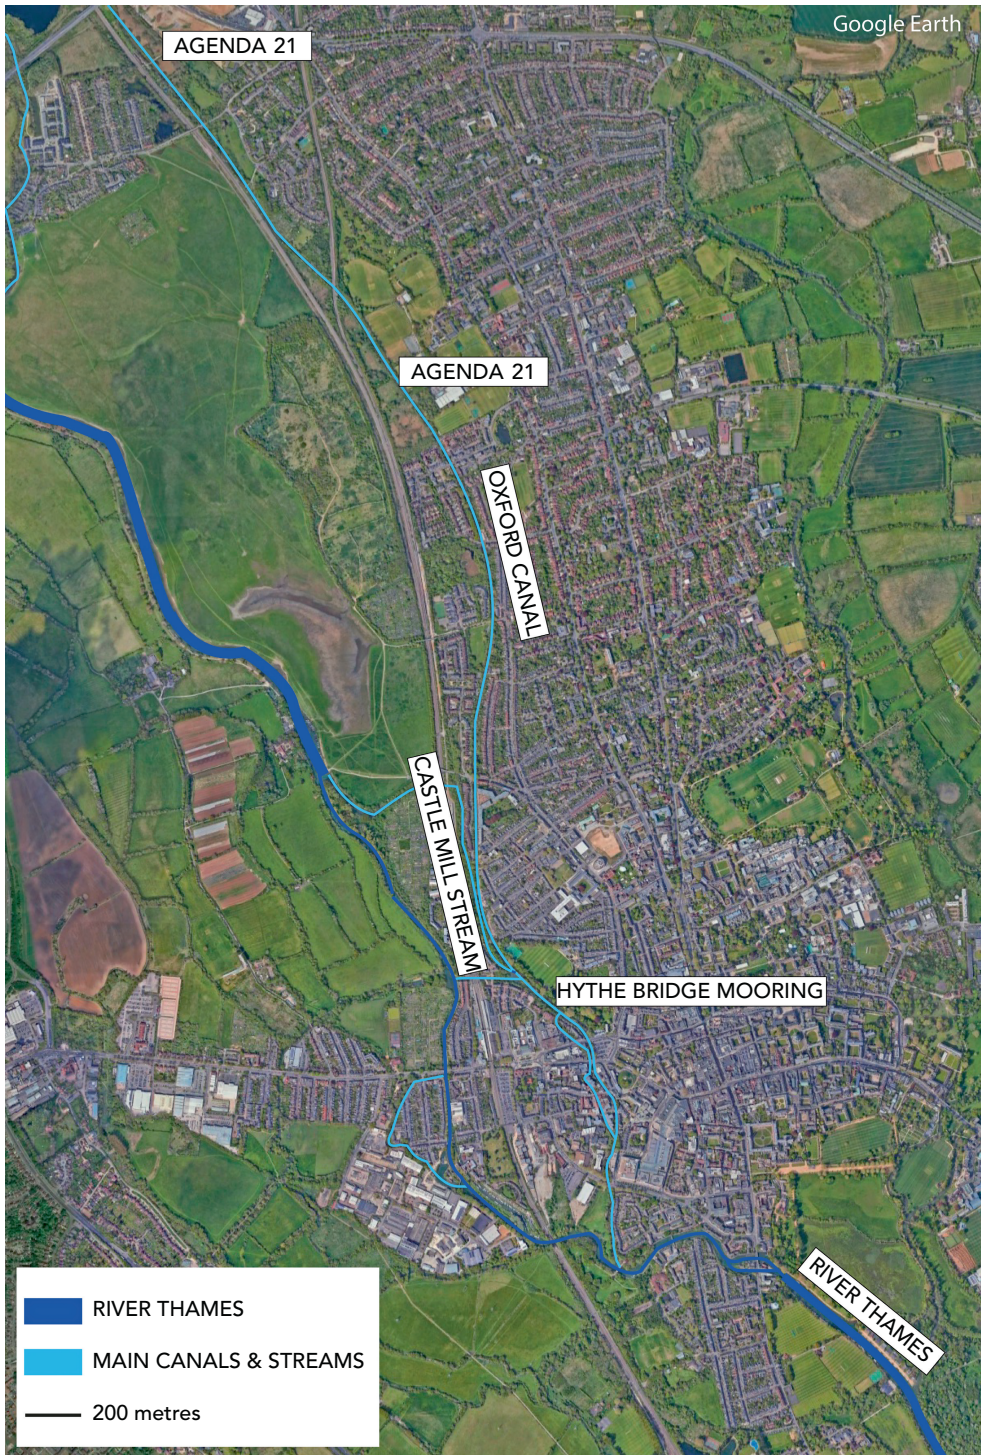 Google Earth
AGENDA 21
AGENDA 21
OXFORD CANAL
CASTLE MILL STREAM
HYTHE BRIDGE MOORING
RIVER THAMES
RIVER THAMES
MAIN CANALS & STREAMS
200 metres